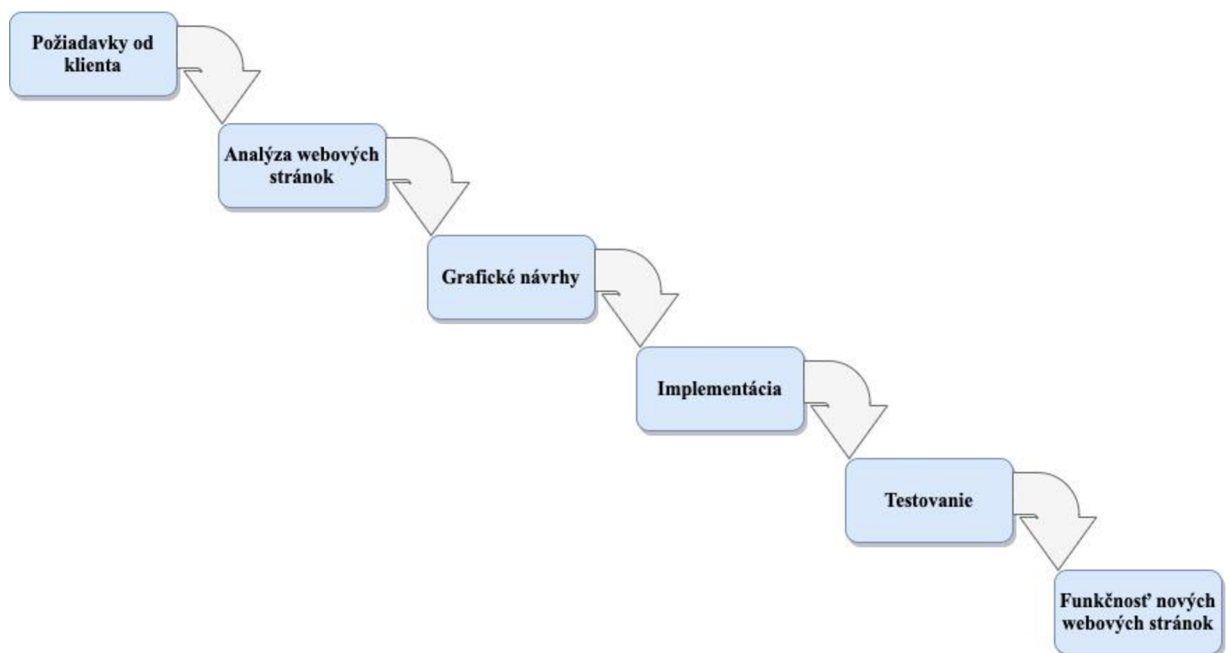 Požiadavky od
klienta
Analýza webových
stránok
Grafické návrhy
Implementácia
Testovanie
Funkčnosť nových
webových stránok